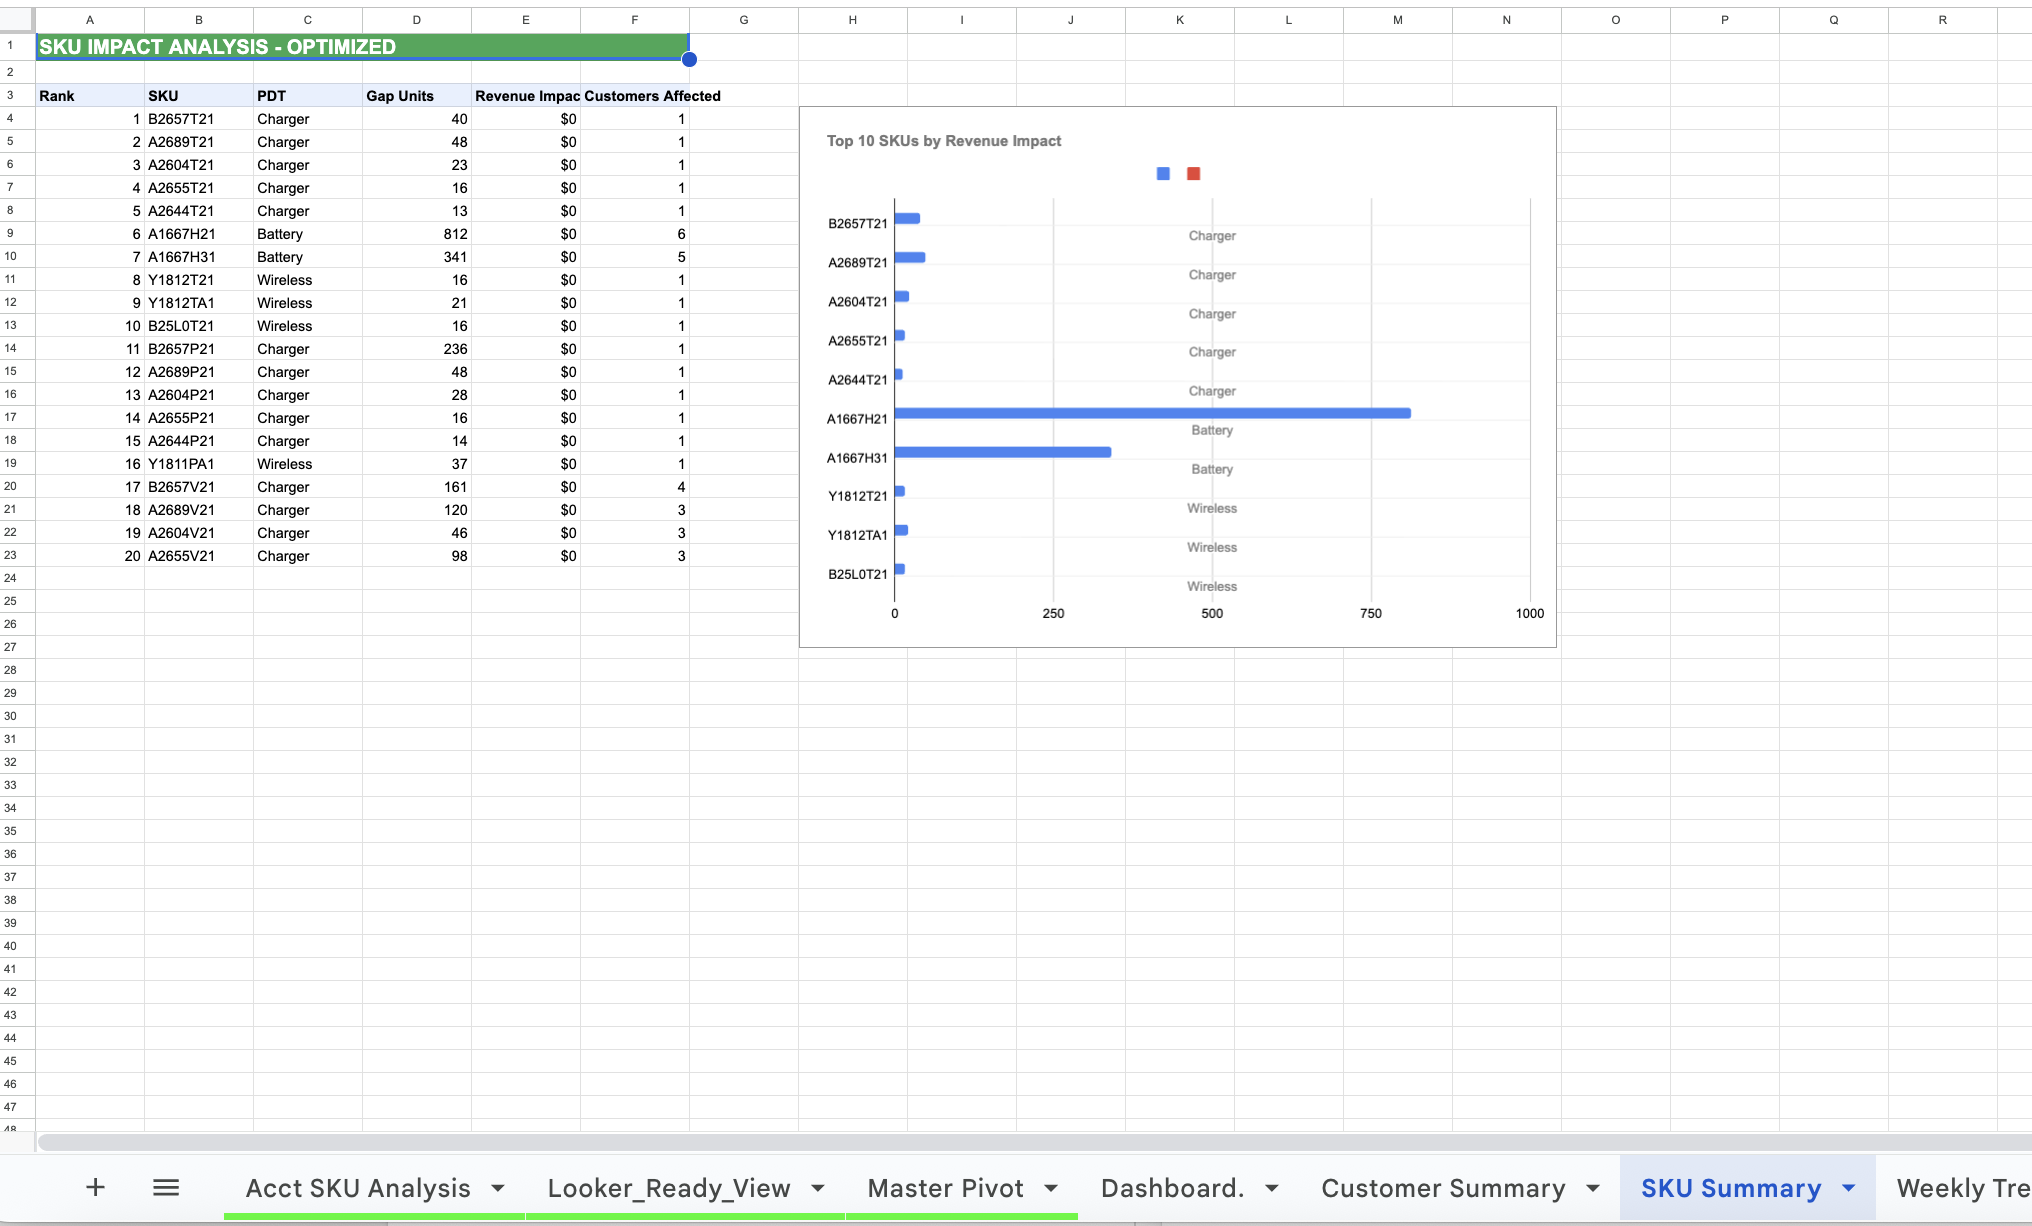 A B C D E F G H I J K L M N O P Q R
1 SKU IMPACT ANALYSIS - OPTIMIZED
2
3 Rank SKU PDT Gap Units Revenue Impac Customers Affected
4 1 B2657T21 Charger 40 $0 1
5 2 A2689T21 Charger 48 $0 1
6 3 A2604T21 Charger 23 $0 1
7 4 A2655T21 Charger 16 $0 1
8 5 A2644T21 Charger 13 $0 1
9 6 A1667H21 Battery 812 $0 6
10 7 A1667H31 Battery 341 $0 5
11 8 Y1812T21 Wireless 16 $0 1
12 9 Y1812TA1 Wireless 21 $0 1
13 10 B25L0T21 Wireless 16 $0 1
14 11 B2657P21 Charger 236 $0 1
15 12 A2689P21 Charger 48 $0 1
16 13 A2604P21 Charger 28 $0 1
17 14 A2655P21 Charger 16 $0 1
18 15 A2644P21 Charger 14 $0 1
19 16 Y1811PA1 Wireless 37 $0 1
20 17 B2657V21 Charger 161 $0 4
21 18 A2689V21 Charger 120 $0 3
22 19 A2604V21 Charger 46 $0 3
23 20 A2655V21 Charger 98 $0 3
24
25
26
27
28
29
30
31
32
33
34
35
36
37
38
39
40
41
42
43
44
45
46
47
48
Top 10 SKUs by Revenue Impact
B2657T21
Charger
A2689T21
Charger
A2604T21
Charger
A2655T21
Charger
A2644T21
Charger
A1667H21
Battery
A1667H31
Battery
Y1812T21
Wireless
Y1812TA1
Wireless
B25L0T21
Wireless
0 250 500 750 1000
+ Acct SKU Analysis Looker_Ready_View Master Pivot Dashboard. Customer Summary SKU Summary Weekly Tre